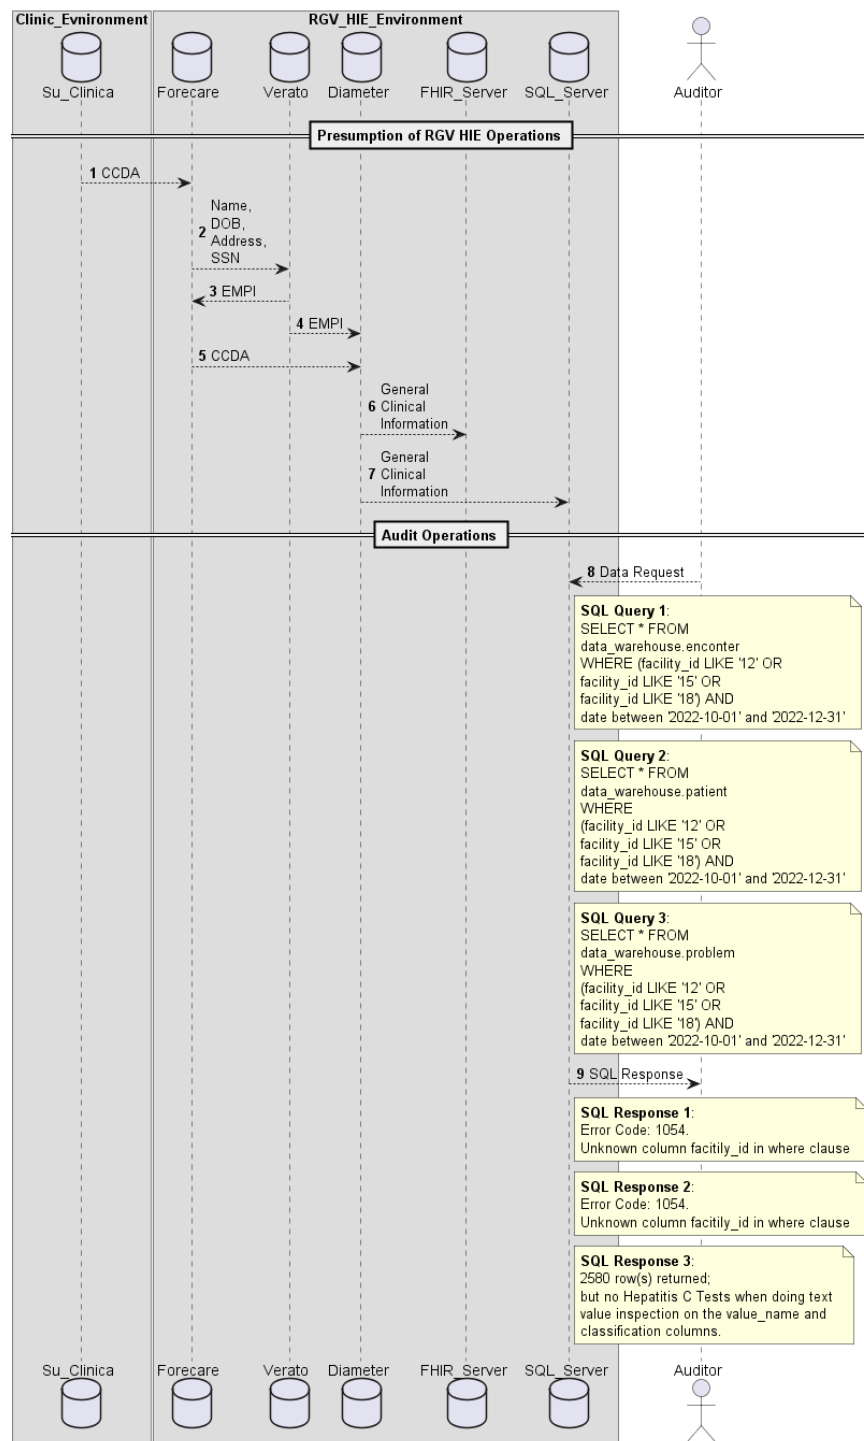 Clinic_Evnironment
RGV_HIE_Environment
Su_Clinica
Forecare
Verato
Diameter
FHIR_Server
SQL_Server
Auditor
Presumption of RGV HIE Operations
1 CCDA
Name,
DOB,
2 Address,
SSN
3 EMPI
4 EMPI
5 CCDA
General
6 Clinical
Information
General
7 Clinical
Information
Audit Operations
8 Data Request
SQL Query 1:
SELECT * FROM
data_warehouse.enconter
WHERE (facility_id LIKE '12' OR
facility_id LIKE '15' OR
facility_id LIKE '18') AND
date between '2022-10-01' and '2022-12-31'
SQL Query 2:
SELECT * FROM
data_warehouse.patient
WHERE
(facility_id LIKE '12' OR
facility_id LIKE '15' OR
facility_id LIKE '18') AND
date between '2022-10-01' and '2022-12-31'
SQL Query 3:
SELECT * FROM
data_warehouse.problem
WHERE
(facility_id LIKE '12' OR
facility_id LIKE '15' OR
facility_id LIKE '18') AND
date between '2022-10-01' and '2022-12-31'
9 SQL Response
SQL Response 1:
Error Code: 1054.
Unknown column facitily_id in where clause
SQL Response 2:
Error Code: 1054.
Unknown column facitily_id in where clause
SQL Response 3:
2580 row(s) returned;
but no Hepatitis C Tests when doing text
value inspection on the value_name and
classification columns.
Su_Clinica
Forecare
Verato
Diameter
FHIR_Server
SQL_Server
Auditor